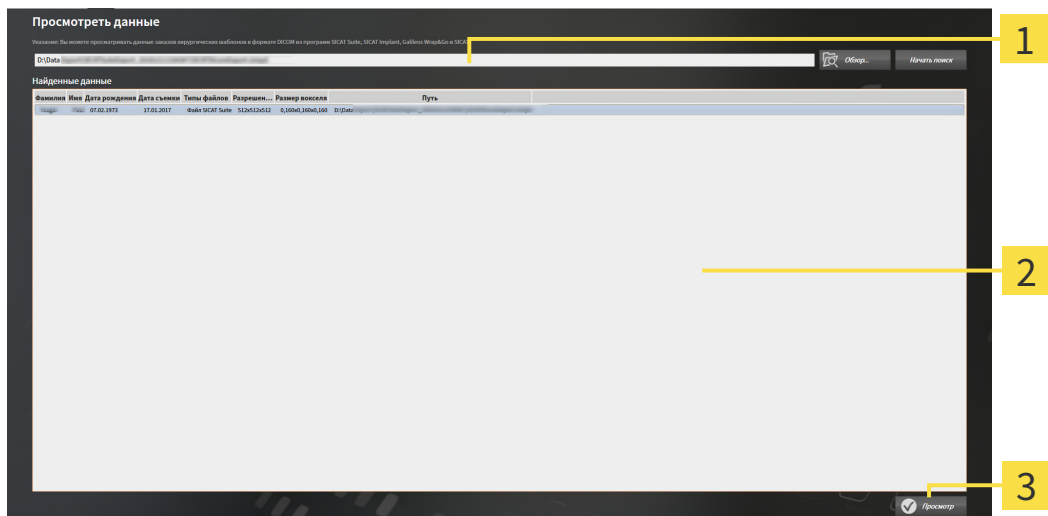 Просмотреть данные
1
Указание: Вы можете просматривать данные заказов хирургических шаблонов в формате DICOM из программ SICAT Suite, SICAT Implant, Galileos Wrap&Go и SICAT
D:\Data
Обзор...
Начать поиск
Найденные данные
Фамилия Имя Дата рождения Дата съемки Типы файлов Разрешен... Размер вокселя Путь
07.02.1973 17.01.2017 Файл SICAT Suite 512x512x512 0,160x0,160x0,160 D:\Data
2
3
Просмотр